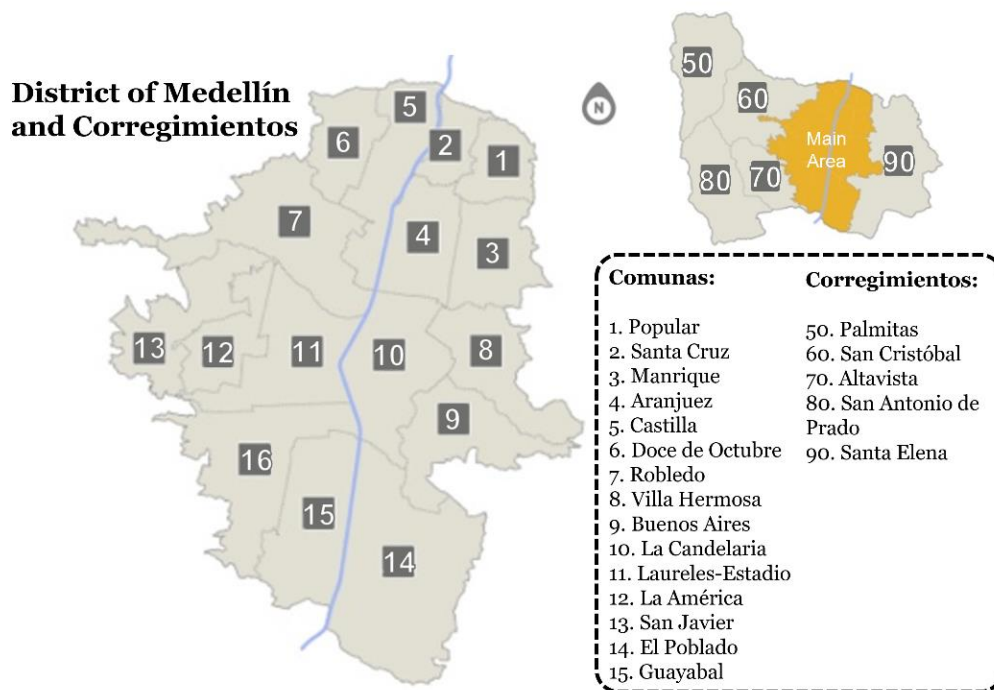 District of Medellín
and Corregimientos
5
6
2
1
7
4
3
13
12
11
10
8
9
16
15
14
N
50
60
Main
Area
90
80
70
Comunas:
1. Popular
2. Santa Cruz
3. Manrique
4. Aranjuez
5. Castilla
6. Doce de Octubre
7. Robledo
8. Villa Hermosa
9. Buenos Aires
10. La Candelaria
11. Laureles-Estadio
12. La América
13. San Javier
14. El Poblado
15. Guayabal
Corregimientos:
50. Palmitas
60. San Cristóbal
70. Altavista
80. San Antonio de
Prado
90. Santa Elena